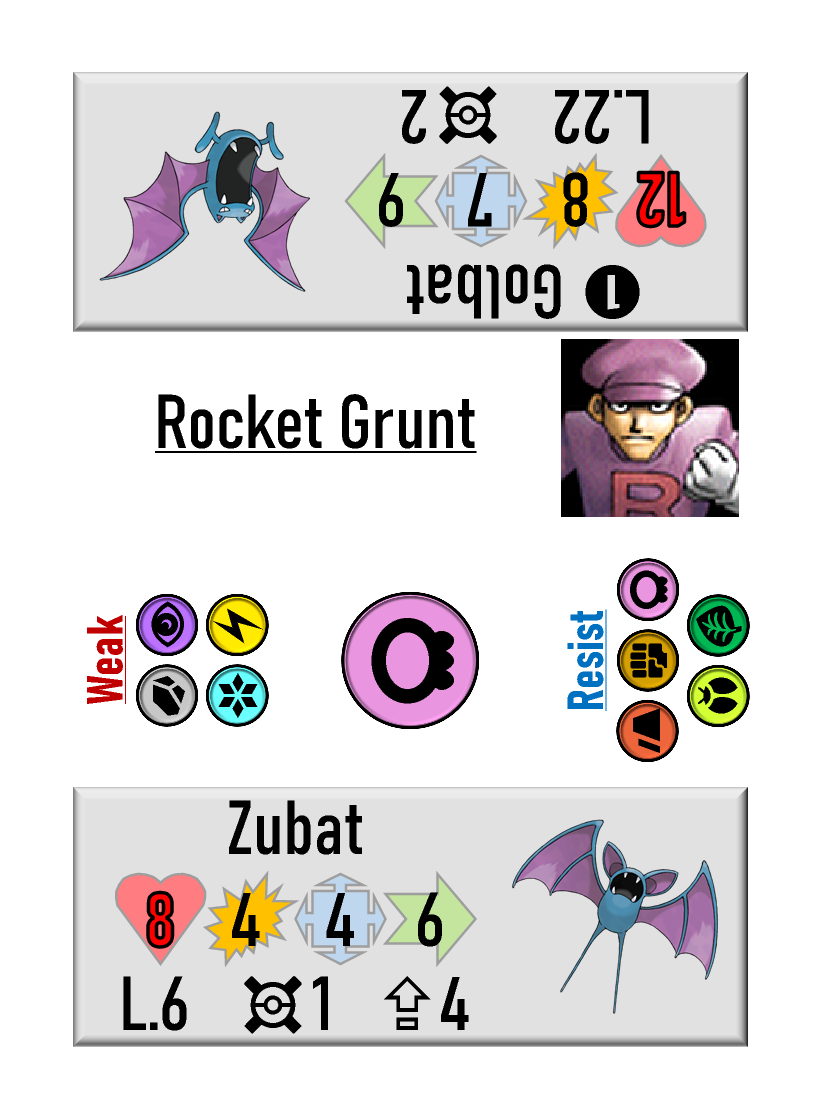 1 Golbat
12 8 7 9
L.22 2
Rocket Grunt
R
Weak
Resist
Zubat
8 4 4 6
L.6 1 4